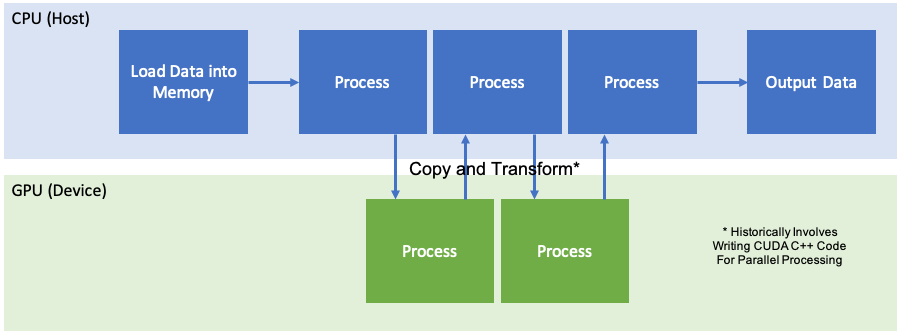 CPU (Host)
Load Data into
Memory
Process
Process
Process
Output Data
Copy and Transform*
GPU (Device)
Process
Process
* Historically Involves
Writing CUDA C++ Code
For Parallel Processing